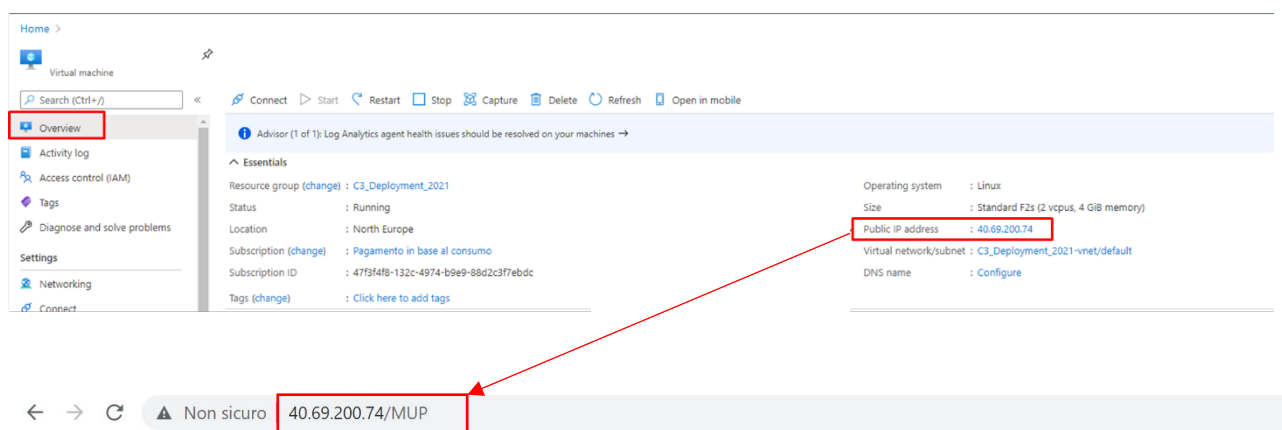 Home >
Virtual machine
Search (Ctrl+/)
«
Connect
Start
Restart
Stop
Capture
Delete
Refresh
Open in mobile
Overview
Activity log
Access control (IAM)
Tags
Diagnose and solve problems
Settings
Networking
Connect
Advisor (1 of 1): Log Analytics agent health issues should be resolved on your machines →
Essentials
Resource group (change) : C3_Deployment_2021
Status : Running
Location : North Europe
Subscription (change) : Pagamento in base al consumo
Subscription ID : 47f3f4f8-132c-4974-b9e9-88d2c3f7ebdc
Tags (change) : Click here to add tags
Operating system : Linux
Size : Standard F2s (2 vcpus, 4 GiB memory)
Public IP address : 40.69.200.74
Virtual network/subnet : C3_Deployment_2021-vnet/default
DNS name : Configure
Non sicuro 40.69.200.74/MUP